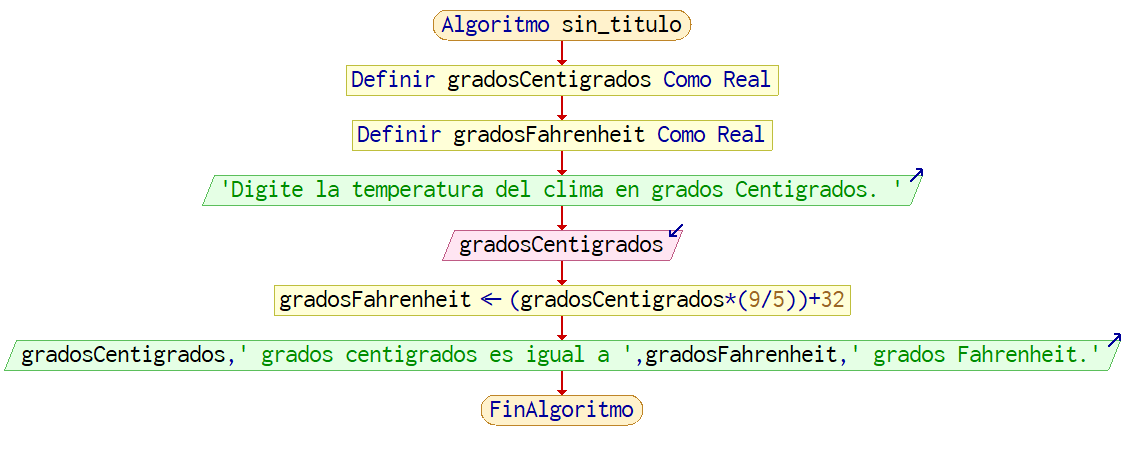 Algoritmo sin_titulo
Definir gradosCentigrados Como Real
Definir gradosFahrenheit Como Real
'Digite la temperatura del clima en grados Centigrados. '
gradosCentigrados
gradosFahrenheit ← (gradosCentigrados*(9/5))+32
gradosCentigrados,' grados centigrados es igual a ',gradosFahrenheit,' grados Fahrenheit.'
FinAlgoritmo